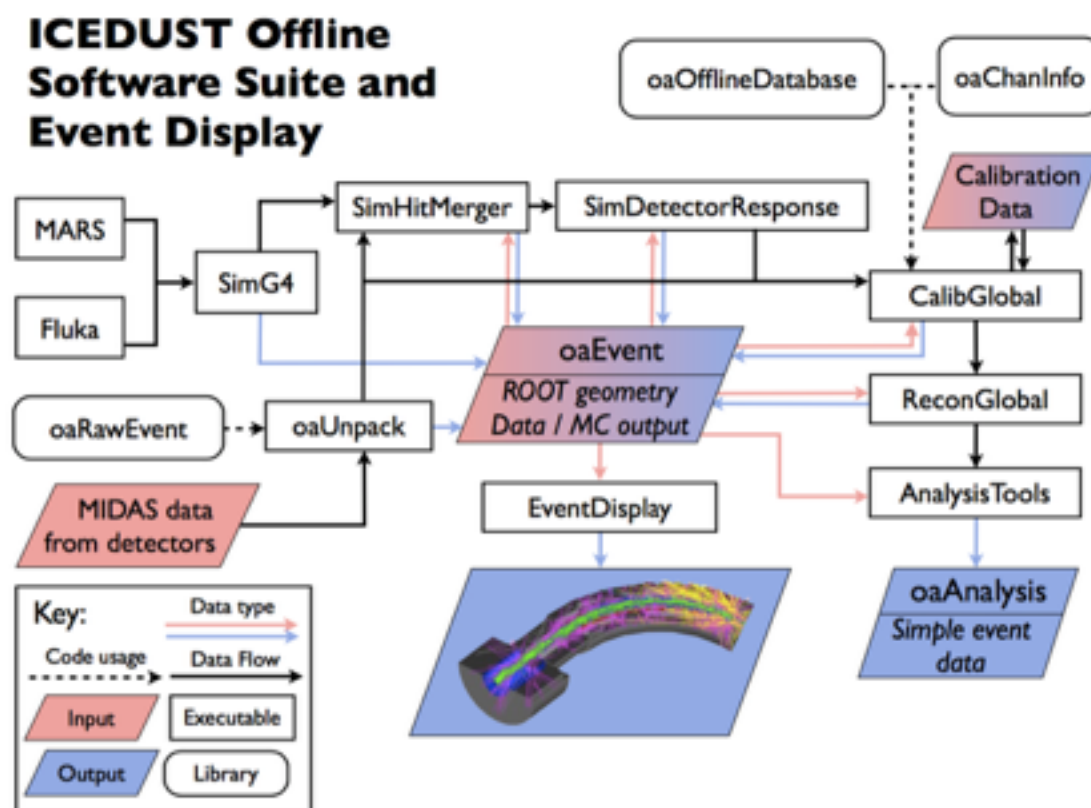 ICEDUST Offline
Software Suite and
Event Display
oaOfflineDatabase
oaChanInfo
Calibration
Data
MARS
SimHitMerger
SimDetectorResponse
SimG4
CalibGlobal
Fluka
oaEvent
ROOT geometry
Data / MC output
ReconGlobal
oaRawEvent
oaUnpack
AnalysisTools
MIDAS data
from detectors
EventDisplay
oaAnalysis
Simple event
data
Key:
Data type
Code usage
Data Flow
Input
Executable
Output
Library